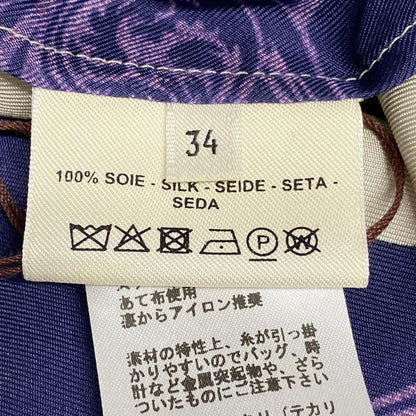 34
100% SOIE - SILK - SEIDE - SETA -
SEDA
P
W
あて布使用
裏からアイロン推奨
素材の特性上、糸が引っ掛
かりやすいのでバッグ、時
計など金属突起物や、ざら
ついたものにご注意下さい